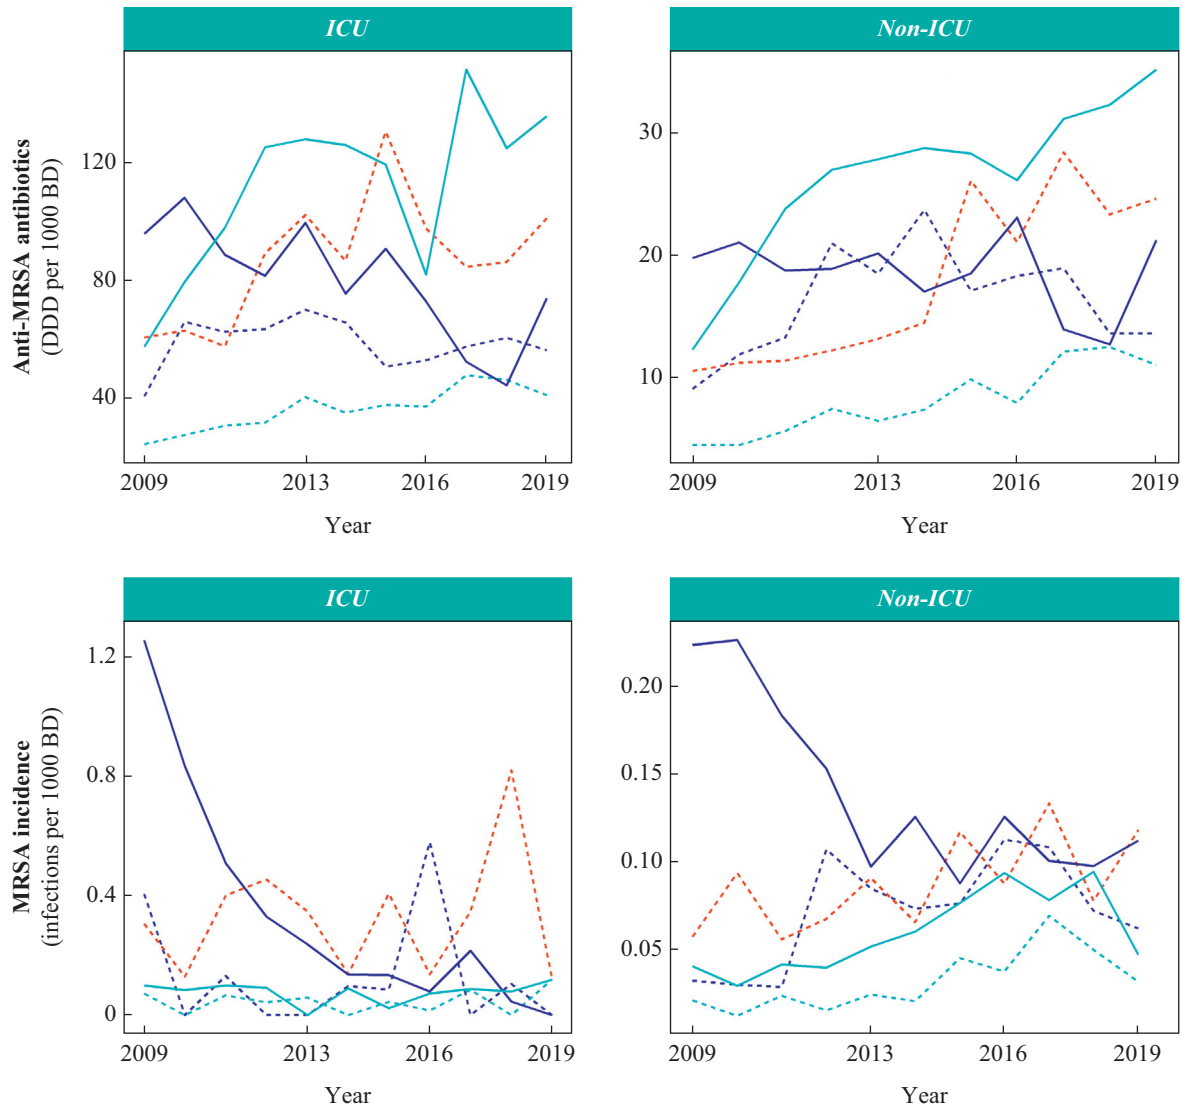 ICU
Non-ICU
Anti-MRSA antibiotics
(DDD per 1000 BD)
120
80
40
2009 2013 2016 2019
Year
30
20
10
2009 2013 2016 2019
Year
ICU
Non-ICU
MRSA incidence
(infections per 1000 BD)
1.2
0.8
0.4
0
2009 2013 2016 2019
Year
0.20
0.15
0.10
0.05
2009 2013 2016 2019
Year